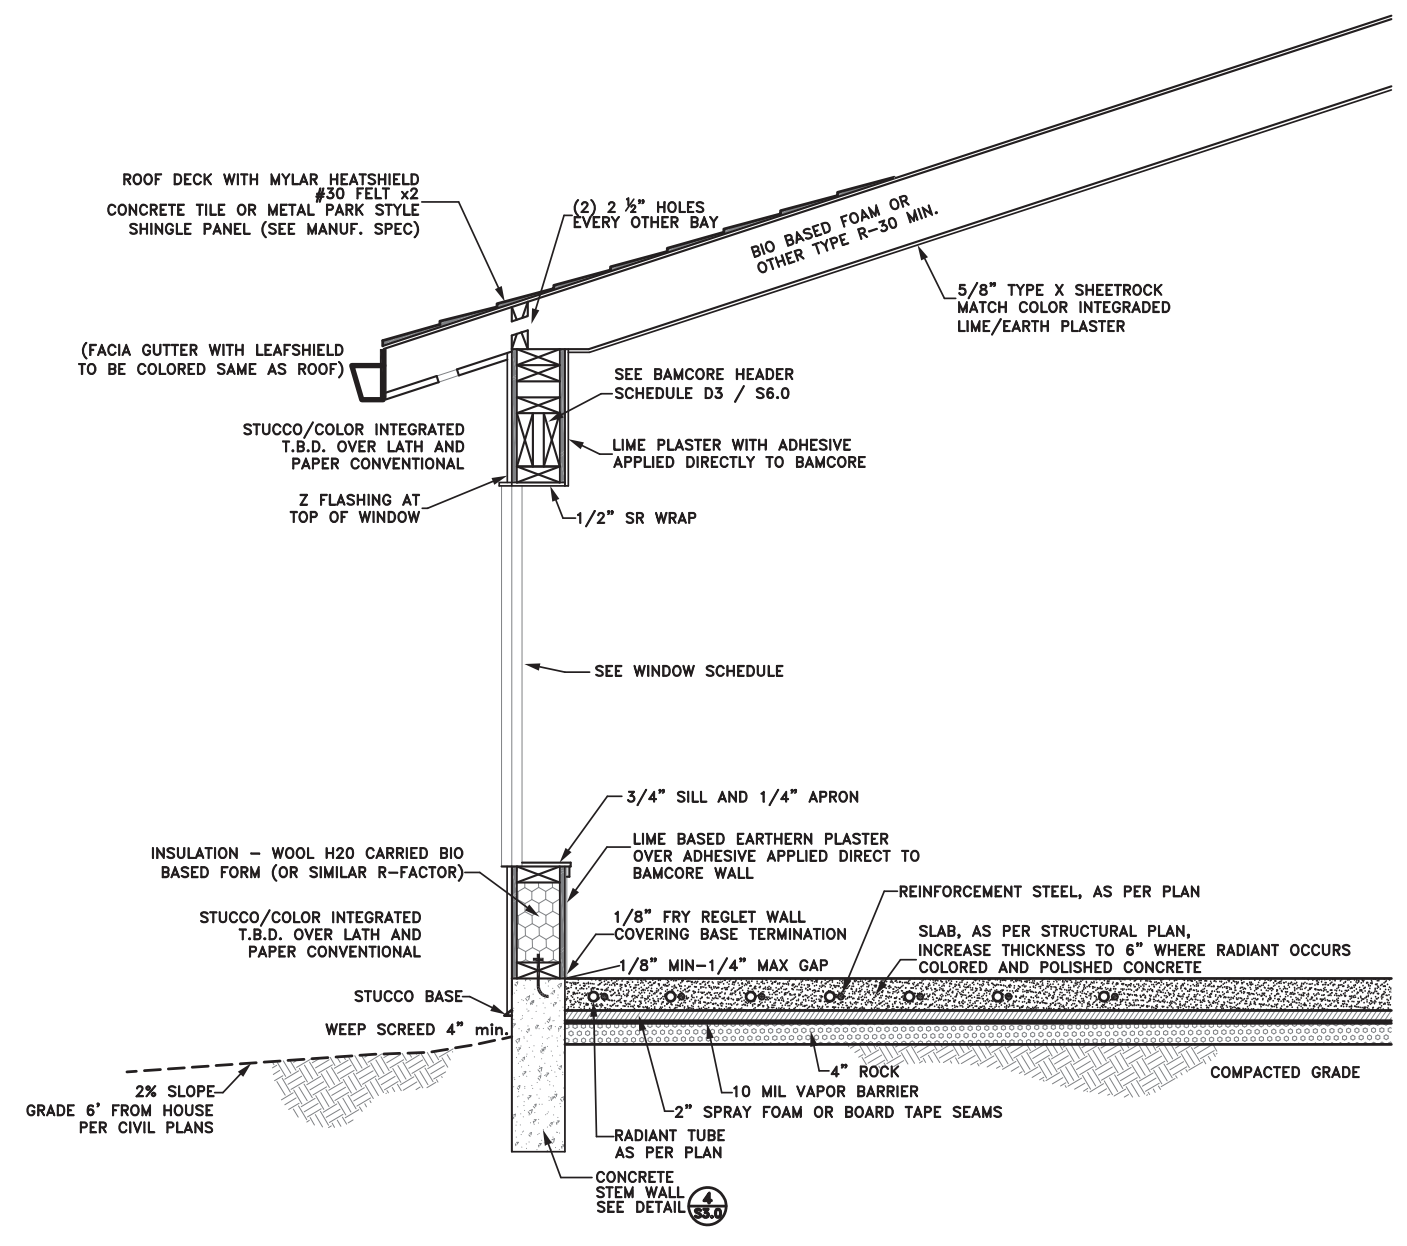 ROOF DECK WITH MYLAR HEATSHIELD
#30 FELT x2
CONCRETE TILE OR METAL PARK STYLE
SHINGLE PANEL (SEE MANUF. SPEC)
(2) 2 ½" HOLES
EVERY OTHER BAY
BIO BASED FOAM OR
OTHER TYPE R-30 MIN.
5/8" TYPE X SHEETROCK
MATCH COLOR INTEGRADED
LIME/EARTH PLASTER
(FACIA GUTTER WITH LEAFSHIELD
TO BE COLORED SAME AS ROOF)
SEE BAMCORE HEADER
SCHEDULE D3 / S6.0
STUCCO/COLOR INTEGRATED
T.B.D. OVER LATH AND
PAPER CONVENTIONAL
LIME PLASTER WITH ADHESIVE
APPLIED DIRECTLY TO BAMCORE
Z FLASHING AT
TOP OF WINDOW
1/2" SR WRAP
SEE WINDOW SCHEDULE
3/4" SILL AND 1/4" APRON
INSULATION - WOOL H20 CARRIED BIO
BASED FORM (OR SIMILAR R-FACTOR)
LIME BASED EARTHERN PLASTER
OVER ADHESIVE APPLIED DIRECT TO
BAMCORE WALL
REINFORCEMENT STEEL, AS PER PLAN
STUCCO/COLOR INTEGRATED
T.B.D. OVER LATH AND
PAPER CONVENTIONAL
1/8" FRY REGLET WALL
COVERING BASE TERMINATION
SLAB, AS PER STRUCTURAL PLAN,
INCREASE THICKNESS TO 6" WHERE RADIANT OCCURS
COLORED AND POLISHED CONCRETE
1/8" MIN-1/4" MAX GAP
STUCCO BASE
WEEP SCREED 4" min.
4" ROCK
COMPACTED GRADE
2% SLOPE
GRADE 6' FROM HOUSE
PER CIVIL PLANS
10 MIL VAPOR BARRIER
2" SPRAY FOAM OR BOARD TAPE SEAMS
RADIANT TUBE
AS PER PLAN
CONCRETE
STEM WALL
SEE DETAIL
4
S3.0